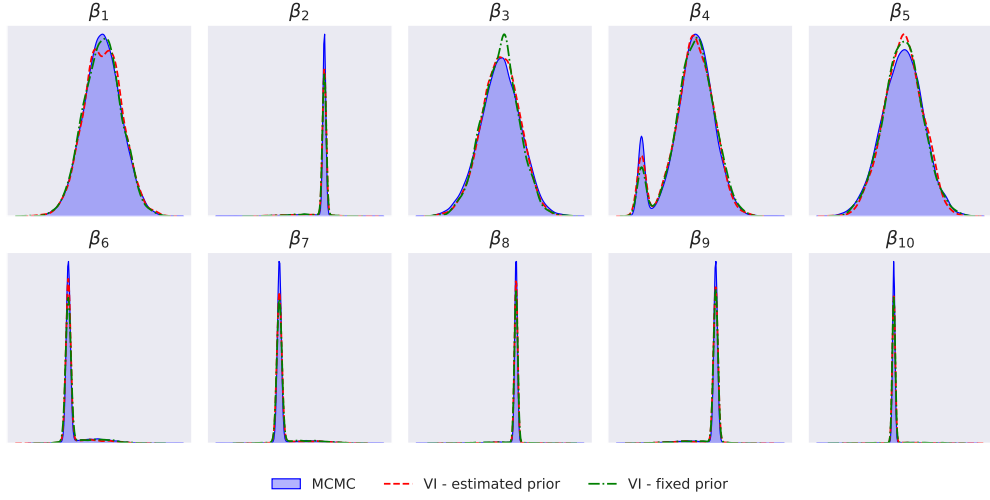 β₁ β₂ β₃ β₄ β₅
β₆ β₇ β₈ β₉ β₁₀
MCMC VI - estimated prior VI - fixed prior